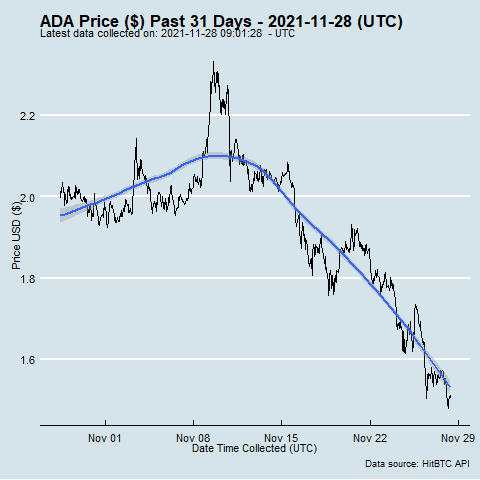 ADA Price ($) Past 31 Days - 2021-11-28 (UTC)
Latest data collected on: 2021-11-28 09:01:28  - UTC
Price USD ($)
2.2
2.0
1.8
1.6
Nov 01 Nov 08 Nov 15 Nov 22 Nov 29
Date Time Collected (UTC)
Data source: HitBTC API